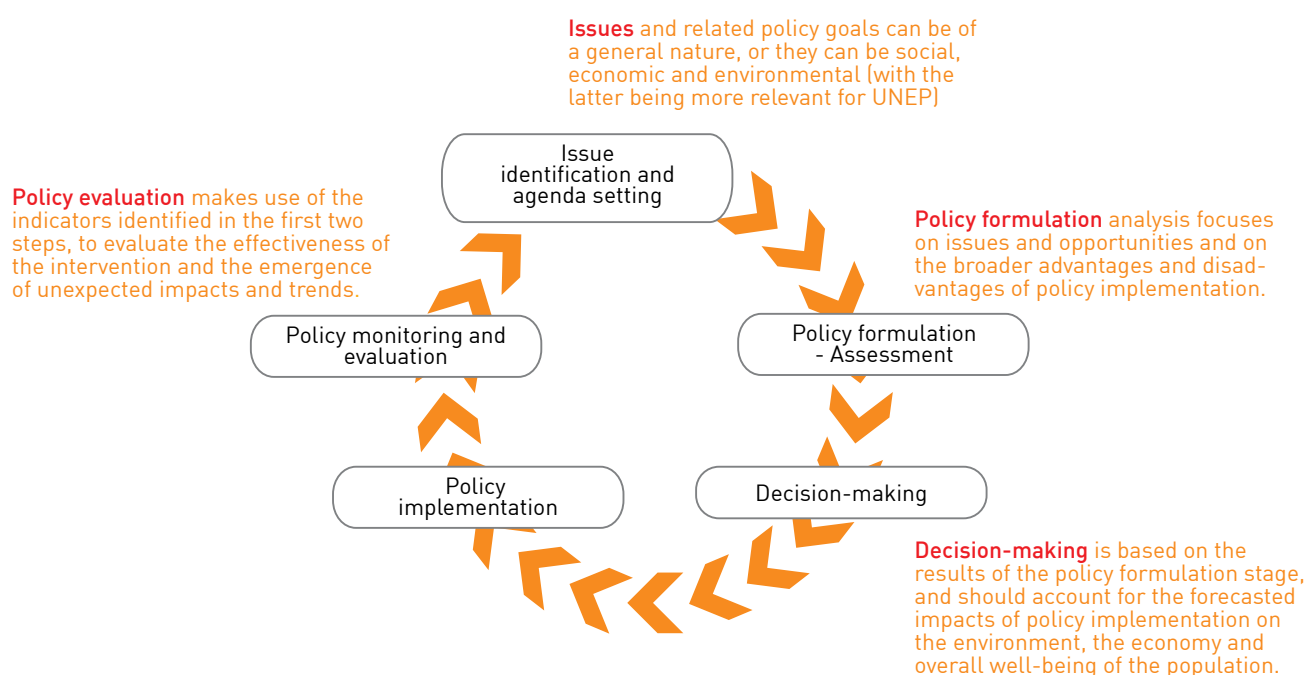 Issues and related policy goals can be of
a general nature, or they can be social,
economic and environmental (with the
latter being more relevant for UNEP)
Issue
identification and
agenda setting
Policy evaluation makes use of the
indicators identified in the first two
steps, to evaluate the effectiveness of
the intervention and the emergence
of unexpected impacts and trends.
Policy formulation analysis focuses
on issues and opportunities and on
the broader advantages and disad-
vantages of policy implementation.
Policy monitoring and
evaluation
Policy formulation
- Assessment
Policy
implementation
Decision-making
Decision-making is based on the
results of the policy formulation stage,
and should account for the forecasted
impacts of policy implementation on
the environment, the economy and
overall well-being of the population.